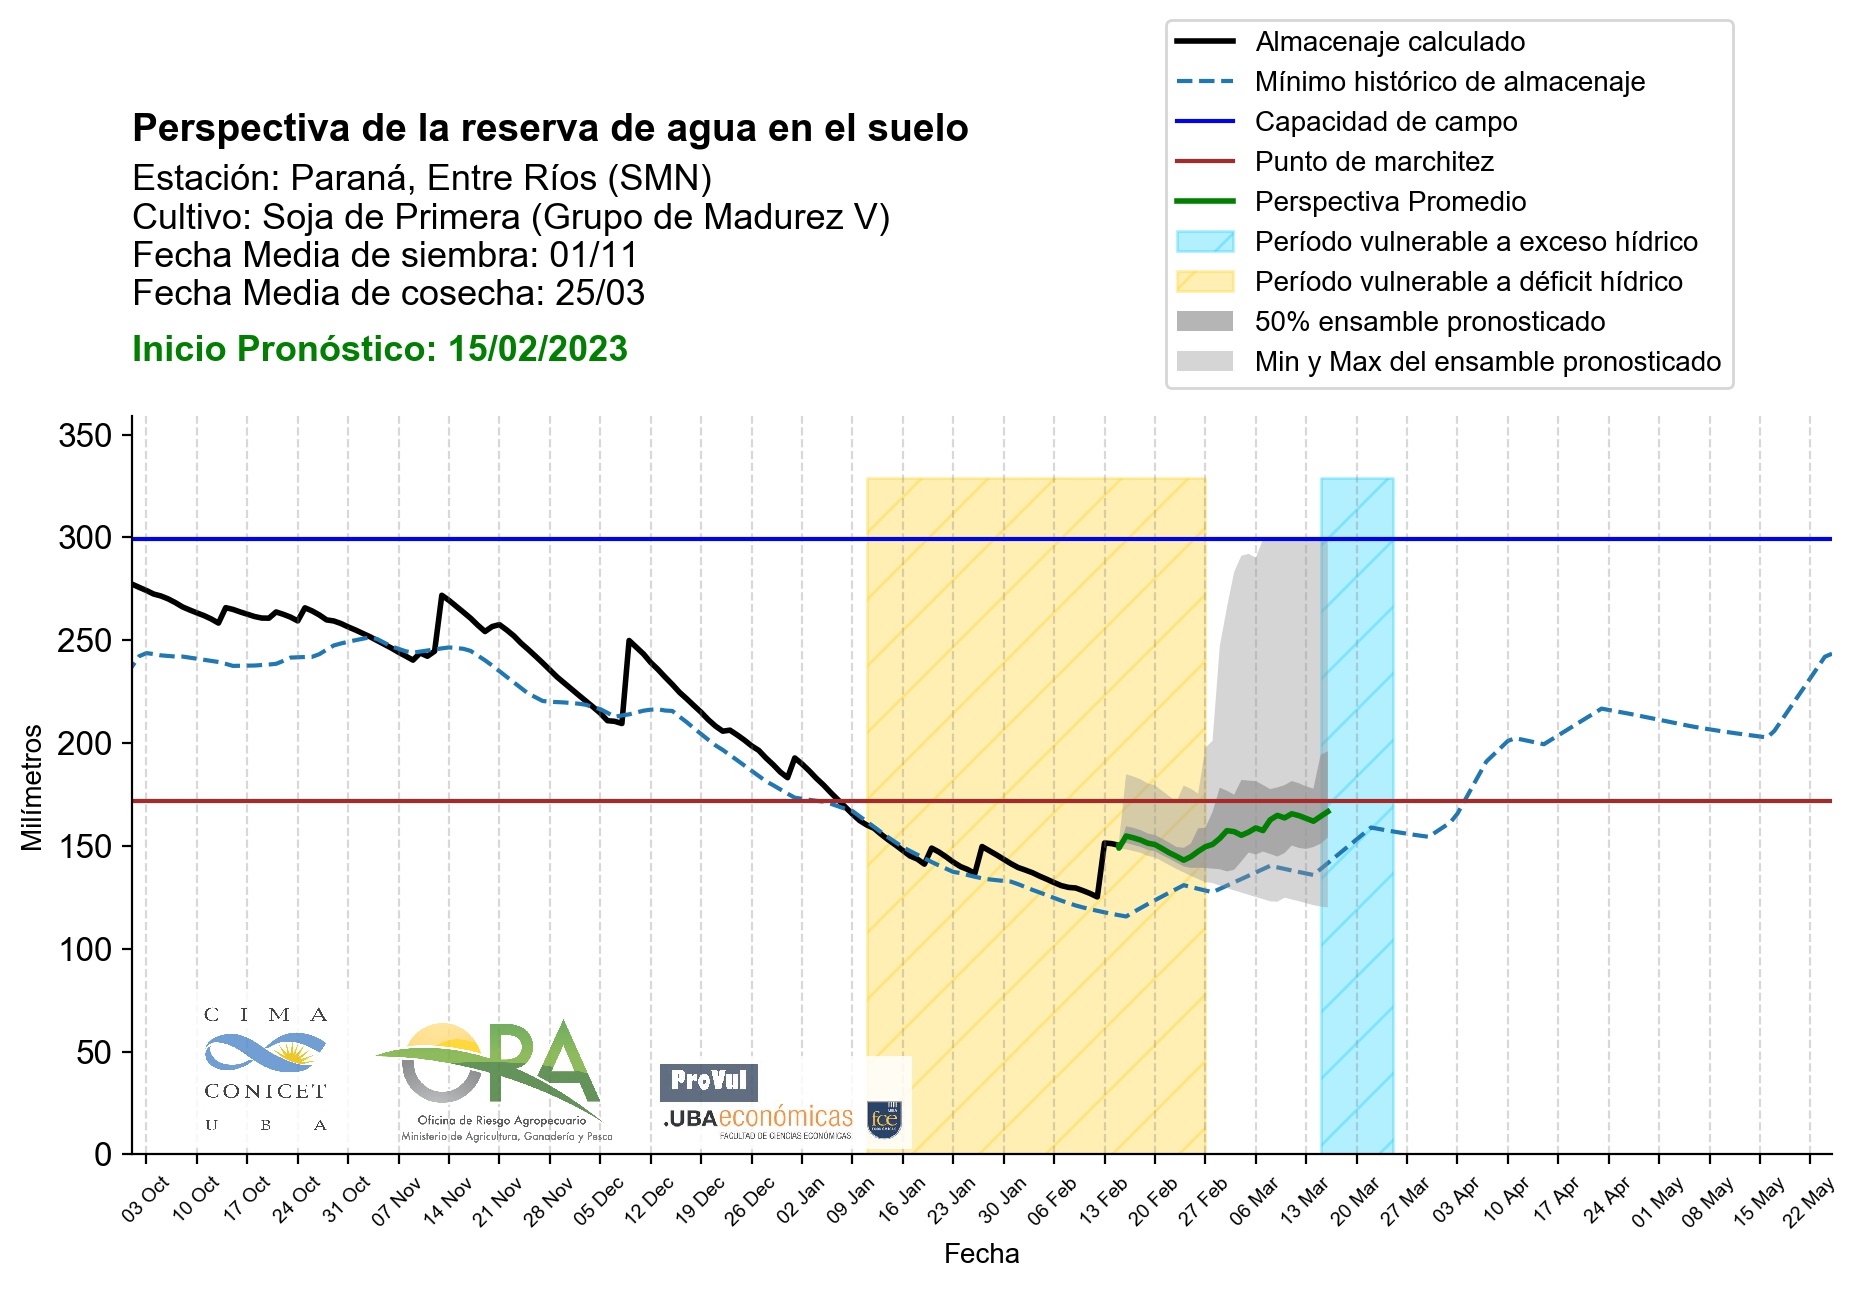 Almacenaje calculado
Mínimo histórico de almacenaje
Capacidad de campo
Punto de marchitez
Perspectiva Promedio
Período vulnerable a exceso hídrico
Período vulnerable a déficit hídrico
50% ensamble pronosticado
Min y Max del ensamble pronosticado
Perspectiva de la reserva de agua en el suelo
Estación: Paraná, Entre Ríos (SMN)
Cultivo: Soja de Primera (Grupo de Madurez V)
Fecha Media de siembra: 01/11
Fecha Media de cosecha: 25/03
Inicio Pronóstico: 15/02/2023
350
300
250
200
150
100
50
0
Milímetros
CIMA
CONICET
UBA
ORA
Oficina de Riesgo Agropecuario
Ministerio de Agricultura, Ganadería y Pesca
ProVul
.UBAeconómicas
FACULTAD DE CIENCIAS ECONÓMICAS
UBA
fce
ECONÓMICAS
03 Oct
10 Oct
17 Oct
24 Oct
31 Oct
07 Nov
14 Nov
21 Nov
28 Nov
05 Dec
12 Dec
19 Dec
26 Dec
02 Jan
09 Jan
16 Jan
23 Jan
30 Jan
06 Feb
13 Feb
20 Feb
27 Feb
06 Mar
13 Mar
20 Mar
27 Mar
03 Apr
10 Apr
17 Apr
24 Apr
01 May
08 May
15 May
22 May
Fecha